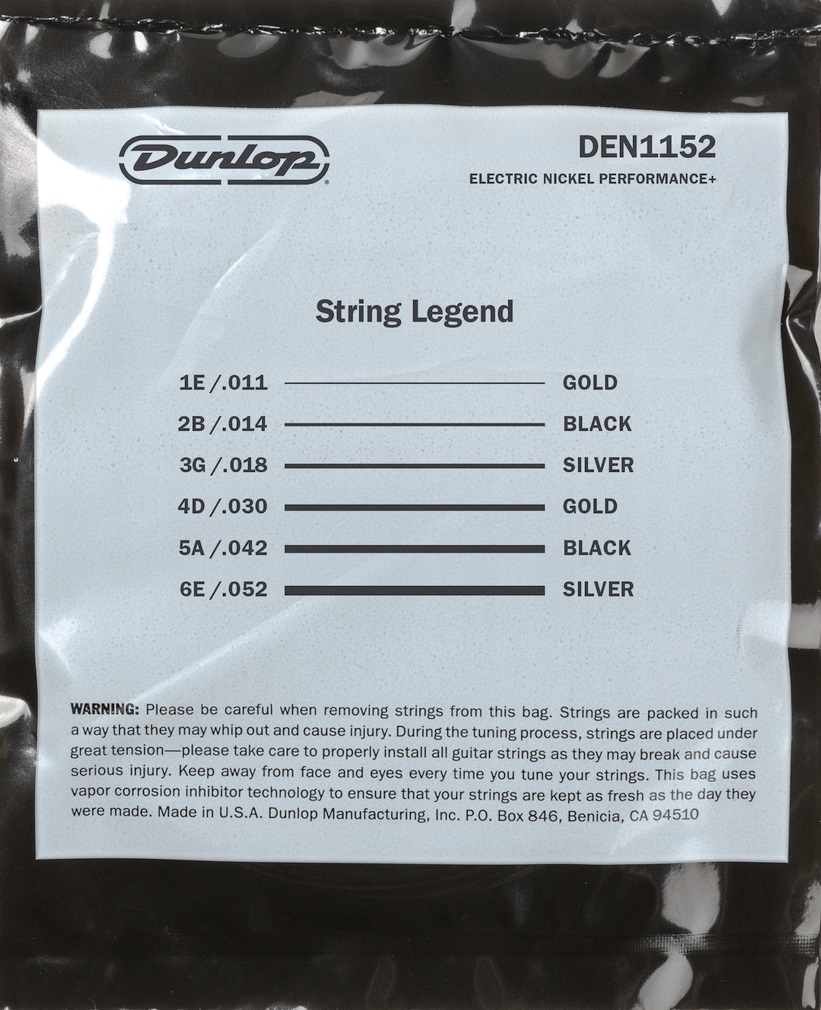 Dunlop®
DEN1152
ELECTRIC NICKEL PERFORMANCE+
String Legend
1E /.011 GOLD
2B /.014 BLACK
3G /.018 SILVER
4D /.030 GOLD
5A /.042 BLACK
6E /.052 SILVER
WARNING: Please be careful when removing strings from this bag. Strings are packed in such
a way that they may whip out and cause injury. During the tuning process, strings are placed under
great tension—please take care to properly install all guitar strings as they may break and cause
serious injury. Keep away from face and eyes every time you tune your strings. This bag uses
vapor corrosion inhibitor technology to ensure that your strings are kept as fresh as the day they
were made. Made in U.S.A. Dunlop Manufacturing, Inc. P.O. Box 846, Benicia, CA 94510